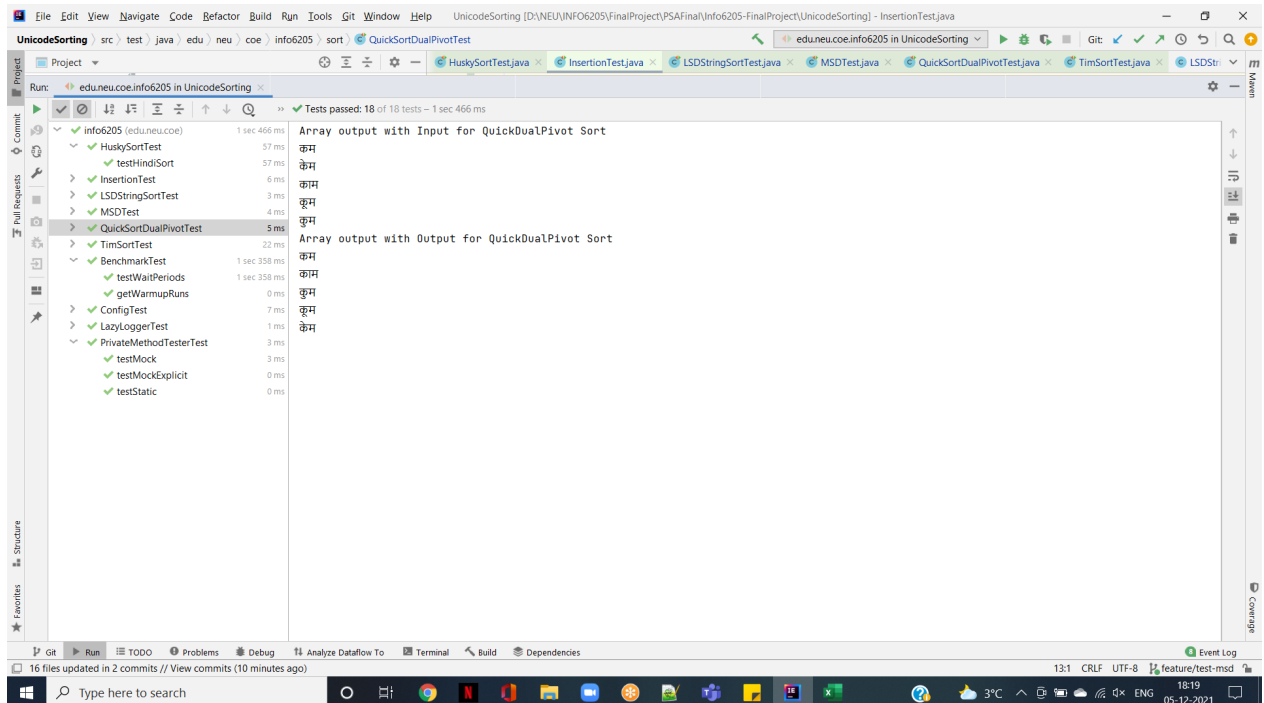 File Edit View Navigate Code Refactor Build Run Tools Git Window Help UnicodeSorting [D:\NEU\INFO6205\FinalProject\PSAFinal\Info6205-FinalProject\UnicodeSorting] - InsertionTest.java
UnicodeSorting src test java edu neu coe info6205 sort QuickSortDualPivotTest edu.neu.coe.info6205 in UnicodeSorting Git:
Project HuskySortTest.java InsertionTest.java LSDStringSortTest.java MSDTest.java QuickSortDualPivotTest.java TimSortTest.java LSDStri
Run: edu.neu.coe.info6205 in UnicodeSorting
Tests passed: 18 of 18 tests – 1 sec 466 ms
info6205 (edu.neu.coe) 1 sec 466 ms
HuskySortTest 57 ms
testHindiSort 57 ms
InsertionTest 6 ms
LSDStringSortTest 3 ms
MSDTest 4 ms
QuickSortDualPivotTest 5 ms
TimSortTest 22 ms
BenchmarkTest 1 sec 358 ms
testWaitPeriods 1 sec 358 ms
getWarmupRuns 0 ms
ConfigTest 7 ms
LazyLoggerTest 1 ms
PrivateMethodTesterTest 3 ms
testMock 3 ms
testMockExplicit 0 ms
testStatic 0 ms
Array output with Input for QuickDualPivot Sort
कम
केम
काम
कूम
कुम
Array output with Output for QuickDualPivot Sort
कम
काम
कुम
कूम
केम
Project
Commit
Pull Requests
Structure
Favorites
Maven
Coverage
Git Run TODO Problems Debug Analyze Dataflow To Terminal Build Dependencies Event Log
16 files updated in 2 commits // View commits (10 minutes ago) 13:1 CRLF UTF-8 feature/test-msd
Type here to search 3°C ENG 18:19
05-12-2021